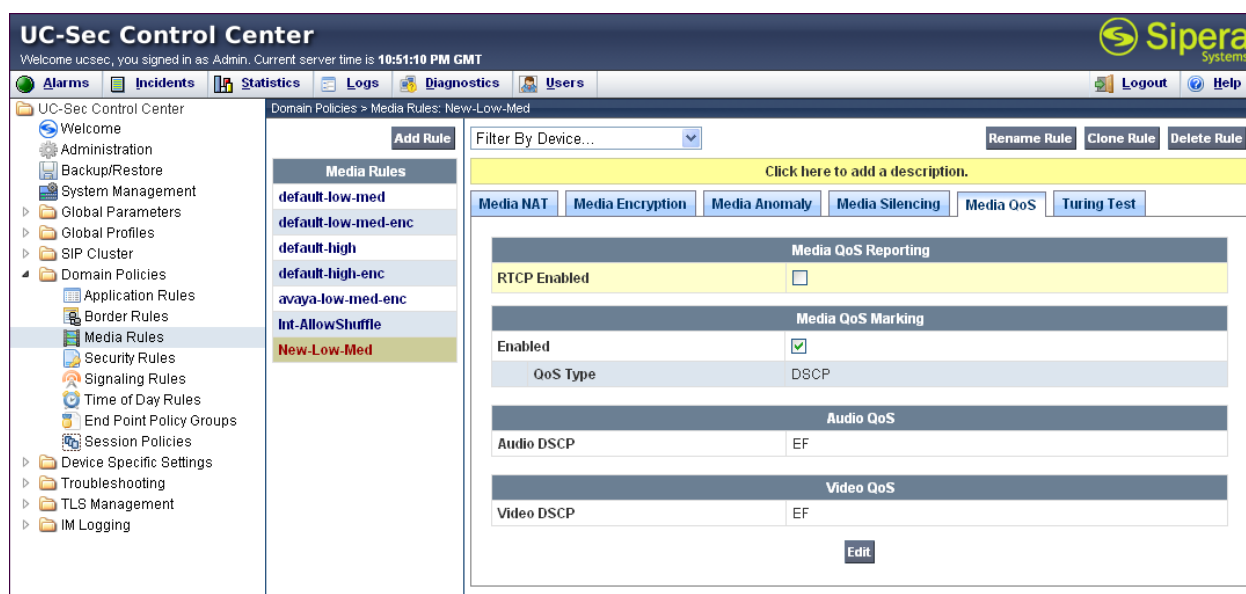 UC-Sec Control Center
Welcome ucsec, you signed in as Admin. Current server time is 10:51:10 PM GMT
Sipera
Systems
Alarms Incidents Statistics Logs Diagnostics Users Logout Help
UC-Sec Control Center
Welcome
Administration
Backup/Restore
System Management
Global Parameters
Global Profiles
SIP Cluster
Domain Policies
Application Rules
Border Rules
Media Rules
Security Rules
Signaling Rules
Time of Day Rules
End Point Policy Groups
Session Policies
Device Specific Settings
Troubleshooting
TLS Management
IM Logging
Domain Policies > Media Rules: New-Low-Med
Add Rule
Media Rules
default-low-med
default-low-med-enc
default-high
default-high-enc
avaya-low-med-enc
Int-AllowShuffle
New-Low-Med
Filter By Device...
Rename Rule Clone Rule Delete Rule
Click here to add a description.
Media NAT Media Encryption Media Anomaly Media Silencing Media QoS Turing Test
Media QoS Reporting
RTCP Enabled
Media QoS Marking
Enabled
QoS Type DSCP
Audio QoS
Audio DSCP EF
Video QoS
Video DSCP EF
Edit